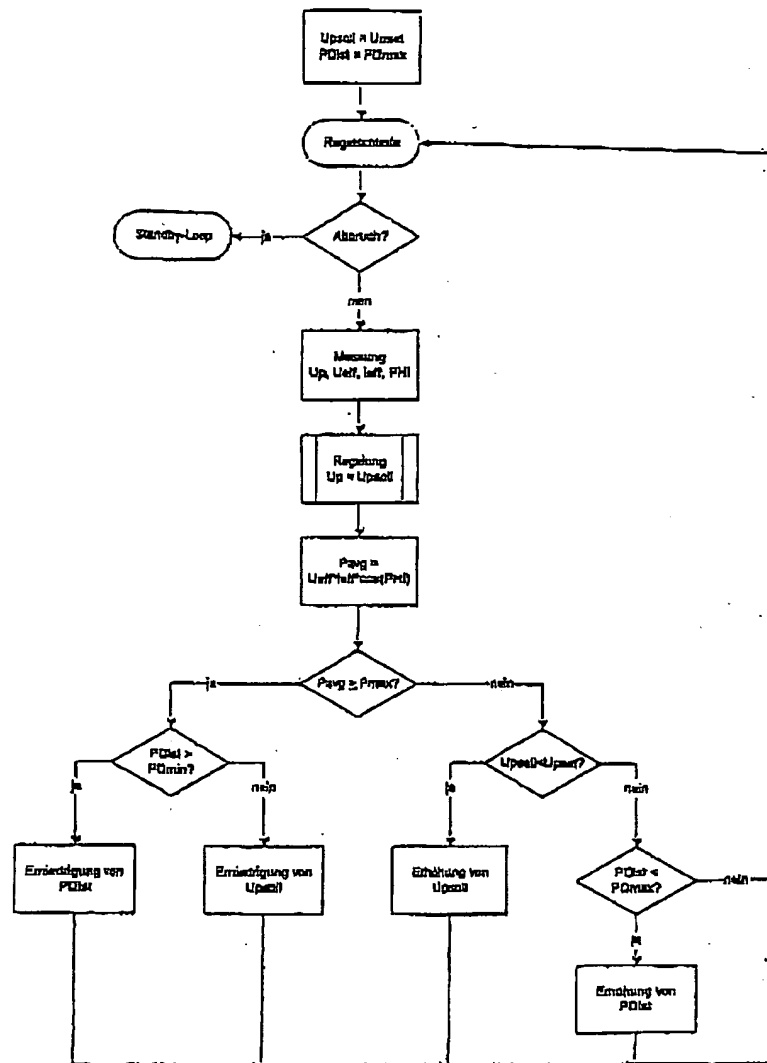 Upsoll = Upset
PDist = PDmax
Regelschleife
Standby-Loop
ja
Abbruch?
nein
Messung
Up, Ueff, Ieff, PHI
Regelung
Up = Upsoll
Pavg =
Ueff*Ieff*cos(PHI)
ja
Pavg ≥ Pmax?
nein
PDist >
PDmin?
Upsoll<Upset?
ja
nein
ja
nein
Erniedrigung von
PDist
Erniedrigung von
Upsoll
Erhöhung von
Upsoll
PDist <
PDmax?
nein
ja
Erhöhung von
PDist